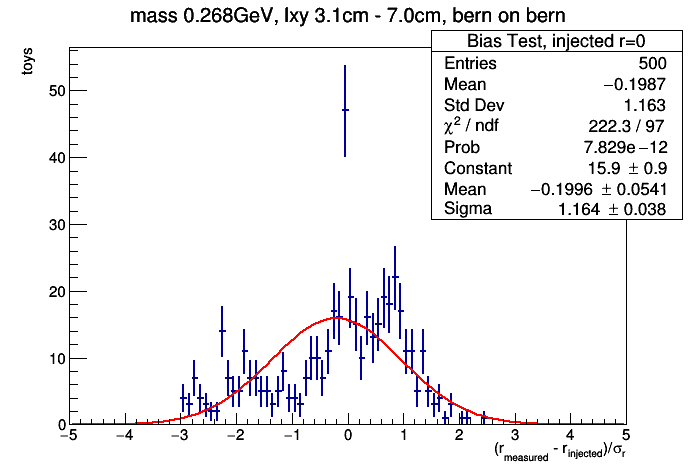 mass 0.268GeV, lxy 3.1cm - 7.0cm, bern on bern
Bias Test, injected r=0
Entries 500
Mean −0.1987
Std Dev 1.163
χ² / ndf 222.3 / 97
Prob 7.829e−12
Constant 15.9 ± 0.9
Mean −0.1996 ± 0.0541
Sigma 1.164 ± 0.038
toys
50
40
30
20
10
0
−5 −4 −3 −2 −1 0 1 2 3 4 5
(r_measured - r_injected)/σ_r